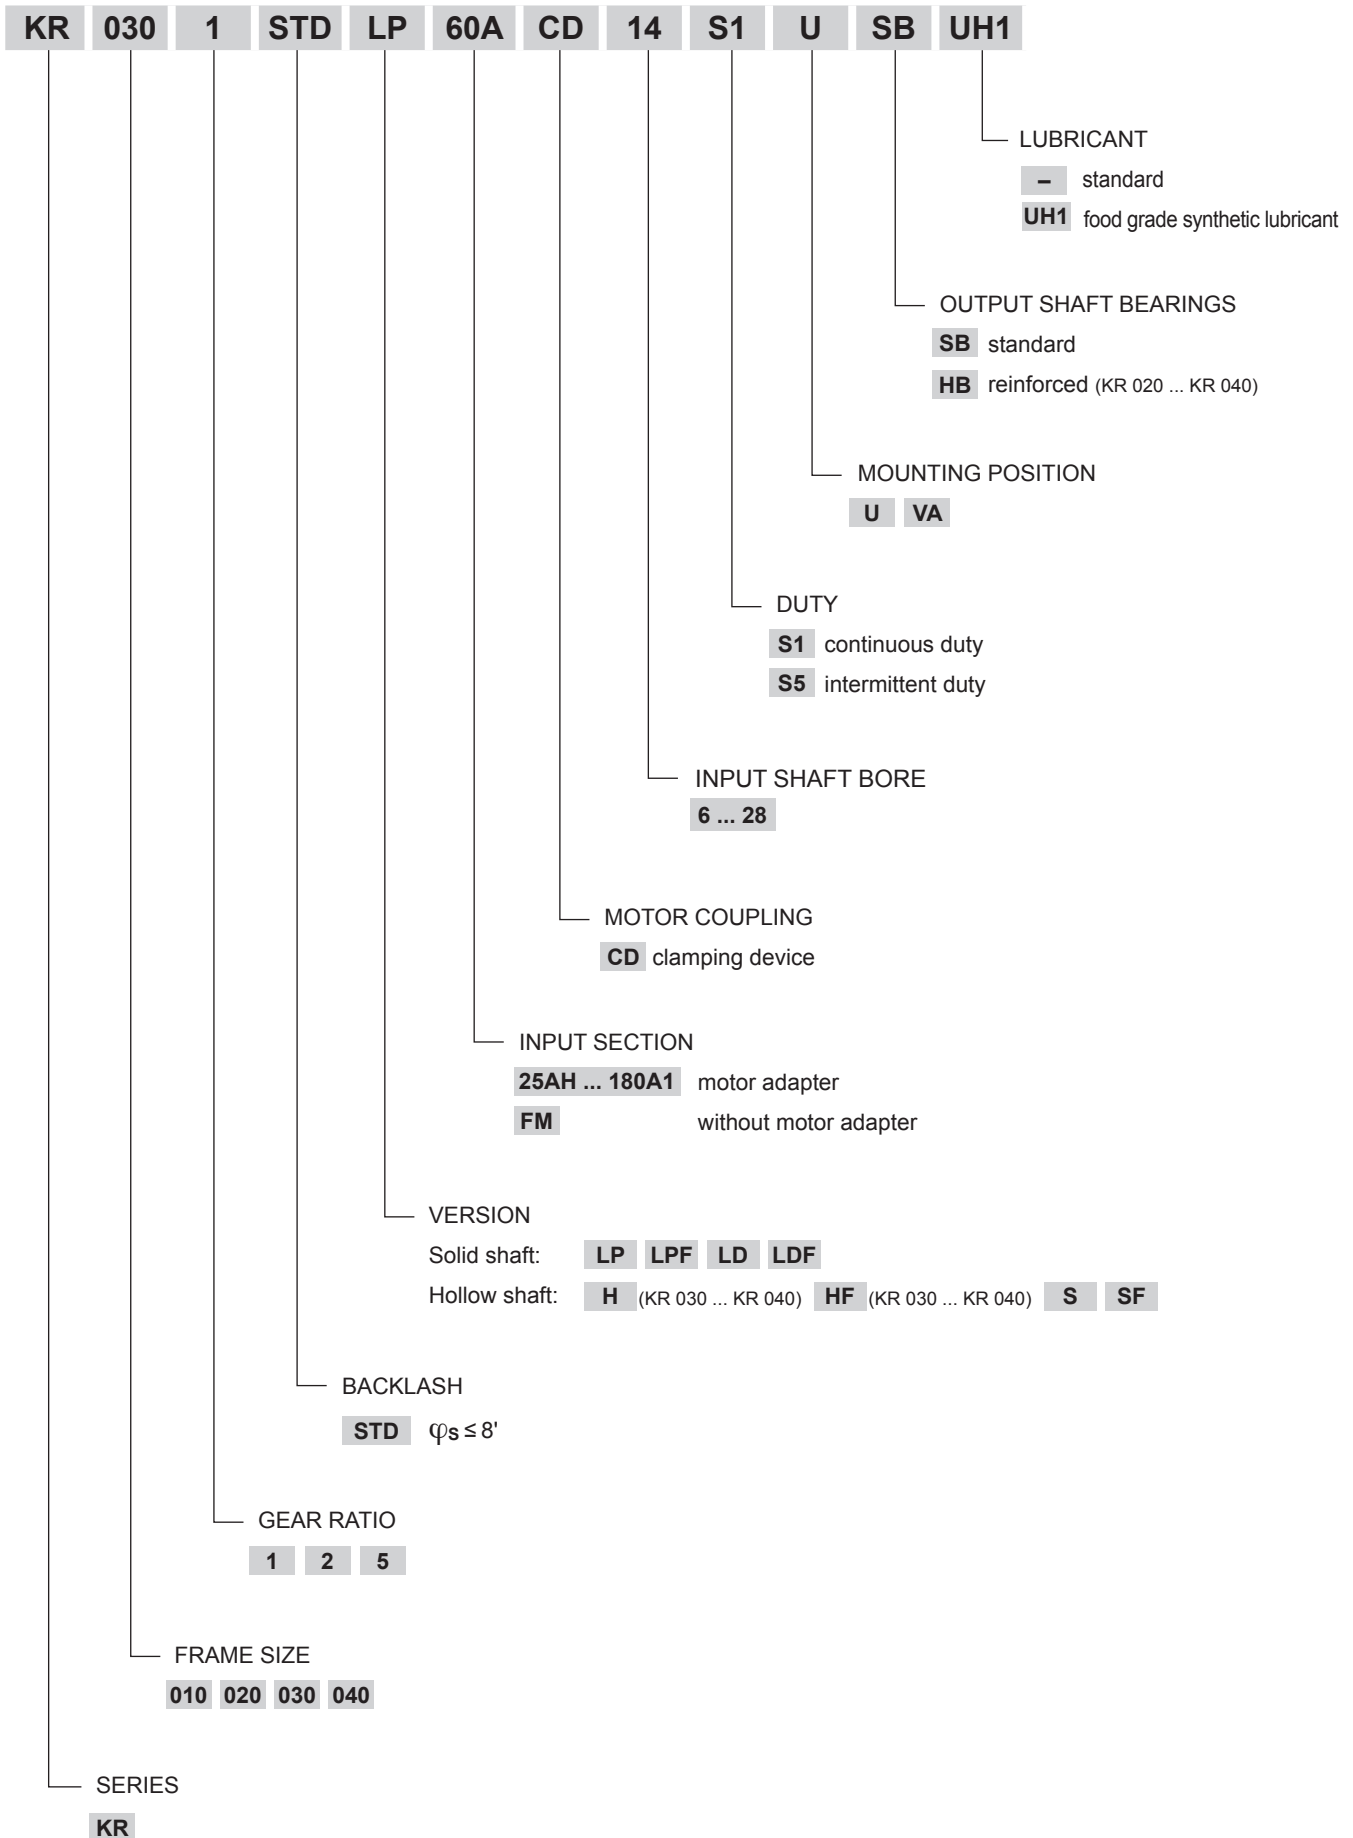 KR 030 1 STD LP 60A CD 14 S1 U SB UH1
LUBRICANT
– standard
UH1 food grade synthetic lubricant
OUTPUT SHAFT BEARINGS
SB standard
HB reinforced (KR 020 ... KR 040)
MOUNTING POSITION
U VA
DUTY
S1 continuous duty
S5 intermittent duty
INPUT SHAFT BORE
6 ... 28
MOTOR COUPLING
CD clamping device
INPUT SECTION
25AH ... 180A1 motor adapter
FM without motor adapter
VERSION
Solid shaft: LP LPF LD LDF
Hollow shaft: H (KR 030 ... KR 040) HF (KR 030 ... KR 040) S SF
BACKLASH
STD φs ≤ 8'
GEAR RATIO
1 2 5
FRAME SIZE
010 020 030 040
SERIES
KR